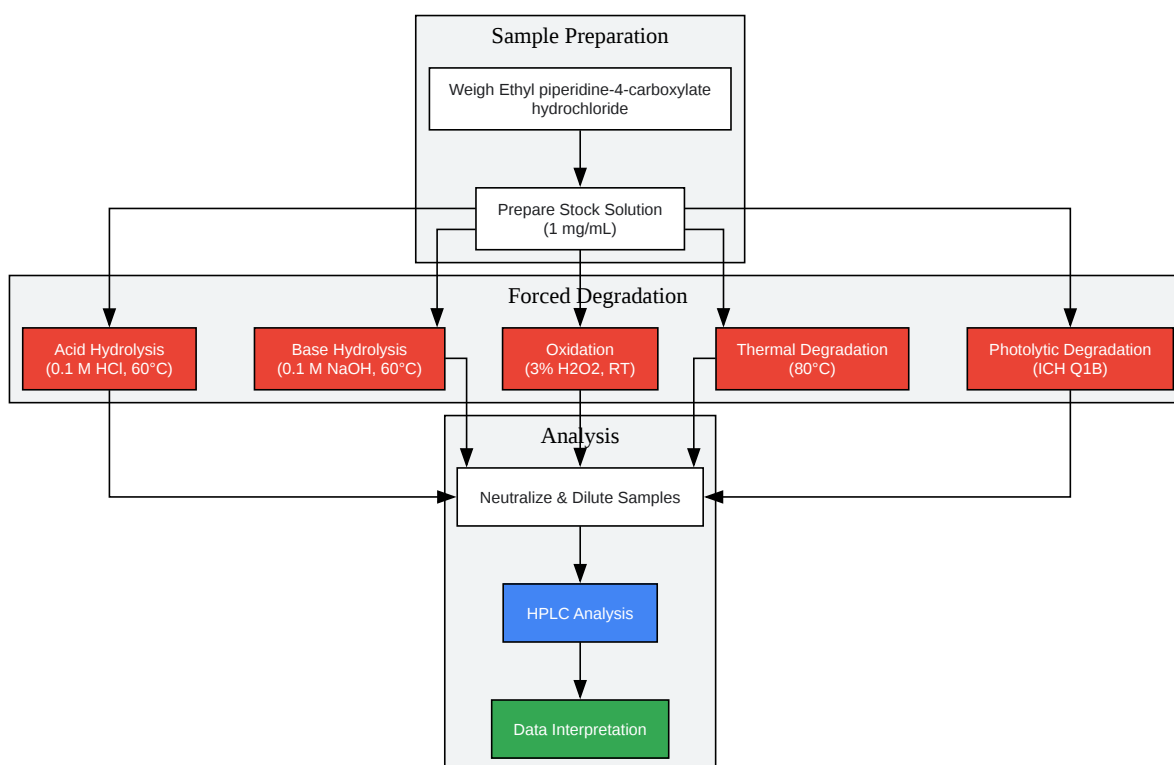 Sample Preparation
Weigh Ethyl piperidine-4-carboxylate
hydrochloride
Prepare Stock Solution
(1 mg/mL)
Forced Degradation
Acid Hydrolysis
(0.1 M HCl, 60°C)
Base Hydrolysis
(0.1 M NaOH, 60°C)
Oxidation
(3% H2O2, RT)
Thermal Degradation
(80°C)
Photolytic Degradation
(ICH Q1B)
Analysis
Neutralize & Dilute Samples
HPLC Analysis
Data Interpretation